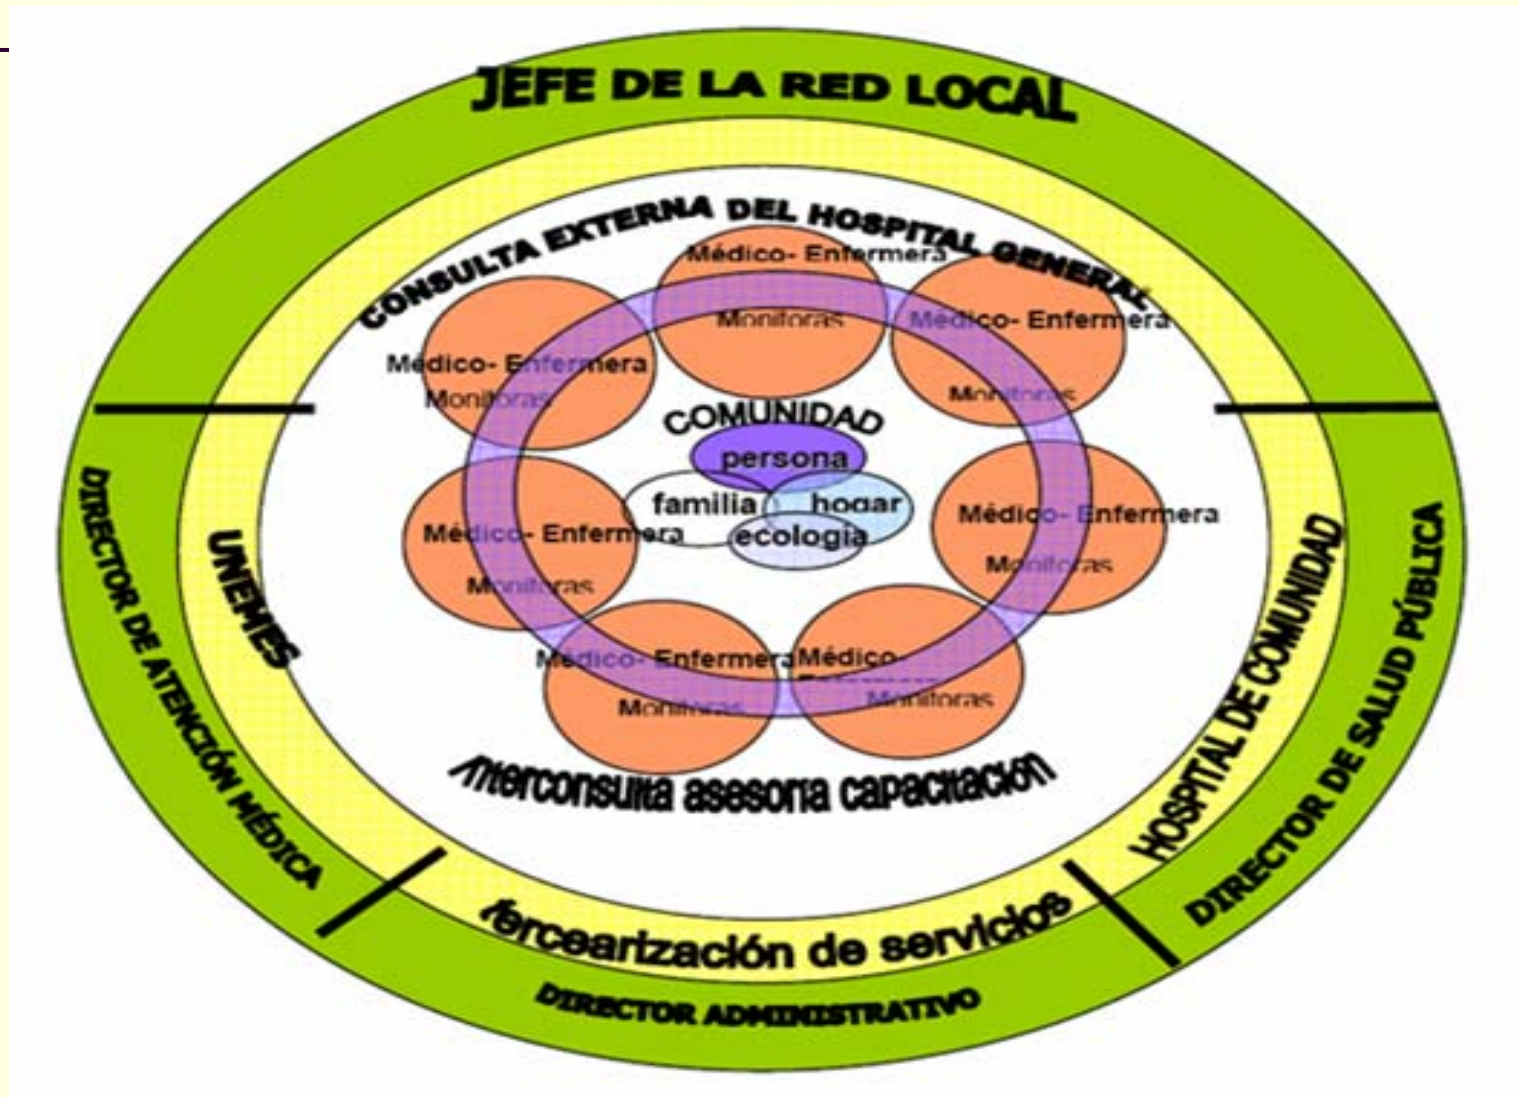 JEFE DE LA RED LOCAL
CONSULTA EXTERNA DEL HOSPITAL GENERAL
Médico- Enfermera
Monitoras
Médico- Enfermera
Monitoras
Médico- Enfermera
Monitoras
COMUNIDAD
persona
familia
hogar
ecología
Médico- Enfermera
Monitoras
Médico- Enfermera
Monitoras
Médico- Enfermera
Monitoras
Médico-
Monitoras
Interconsulta asesoría capacitación
UNEMES
HOSPITAL DE COMUNIDAD
tercearización de servicios
DIRECTOR DE ATENCIÓN MÉDICA
DIRECTOR DE SALUD PÚBLICA
DIRECTOR ADMINISTRATIVO